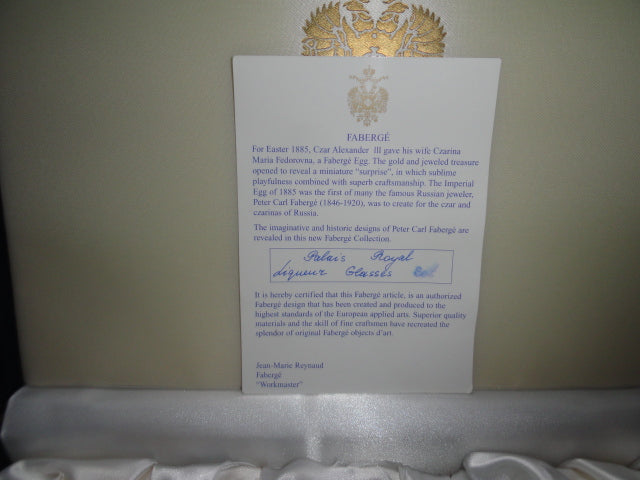 FABERGÉ
For Easter 1885, Czar Alexander III gave his wife Czarina
Maria Fedorovna, a Fabergé Egg. The gold and jeweled treasure
opened to reveal a miniature "surprise", in which sublime
playfulness combined with superb craftsmanship. The Imperial
Egg of 1885 was the first of many the famous Russian jeweler,
Peter Carl Fabergé (1846-1920), was to create for the czar and
czarinas of Russia.
The imaginative and historic designs of Peter Carl Fabergé are
revealed in this new Fabergé Collection.
Palais Royal
Liqueur Glasses
It is hereby certified that this Fabergé article, is an authorized
Fabergé design that has been created and produced to the
highest standards of the European applied arts. Superior quality
materials and the skill of fine craftsmen have recreated the
splendor of original Fabergé objects d'art.
Jean-Marie Reynaud
Fabergé
"Workmaster"